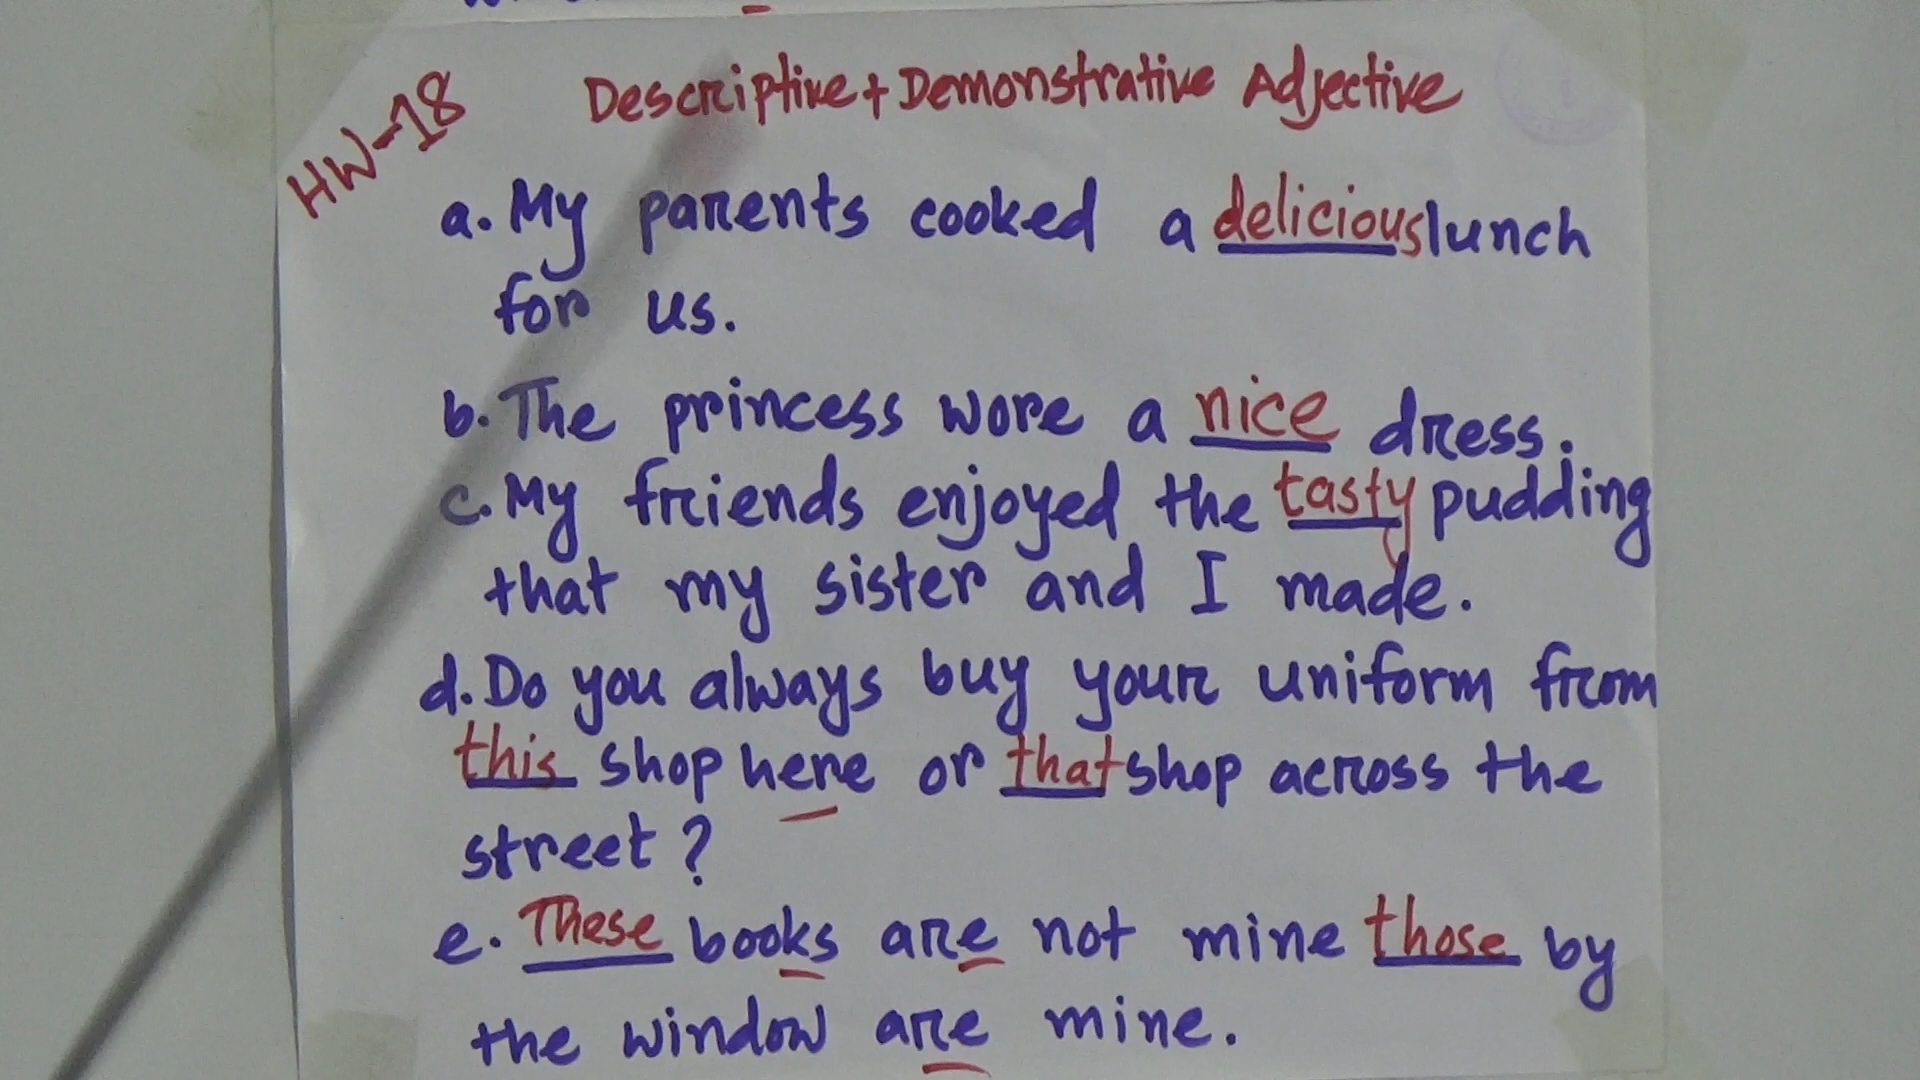 HW-18
Descriptive + Demonstrative Adjective
a. My parents cooked a delicious lunch
for us.
b. The princess wore a nice dress.
c. My friends enjoyed the tasty pudding
that my sister and I made.
d. Do you always buy your uniform from
this shop here or that shop across the
street?
e. These books are not mine those by
the window are mine.